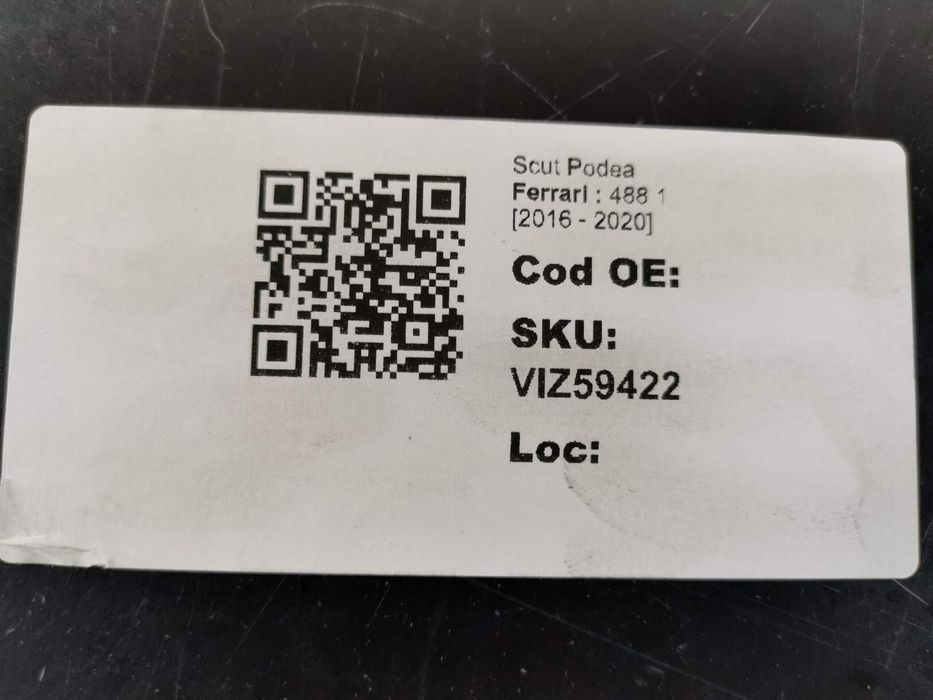 Scut Podea
Ferrari : 488 1
[2016 - 2020]
Cod OE:
SKU:
VIZ59422
Loc: